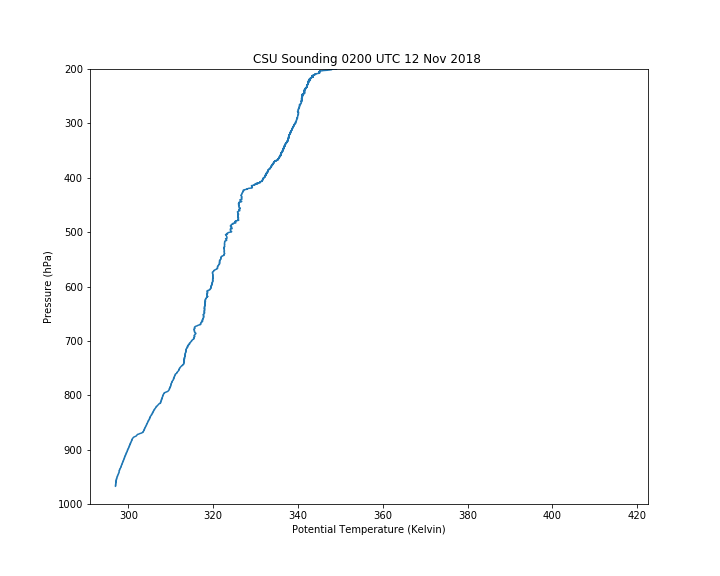 CSU Sounding 0200 UTC 12 Nov 2018
200
300
400
500
600
700
800
900
1000
Pressure (hPa)
300 320 340 360 380 400 420
Potential Temperature (Kelvin)